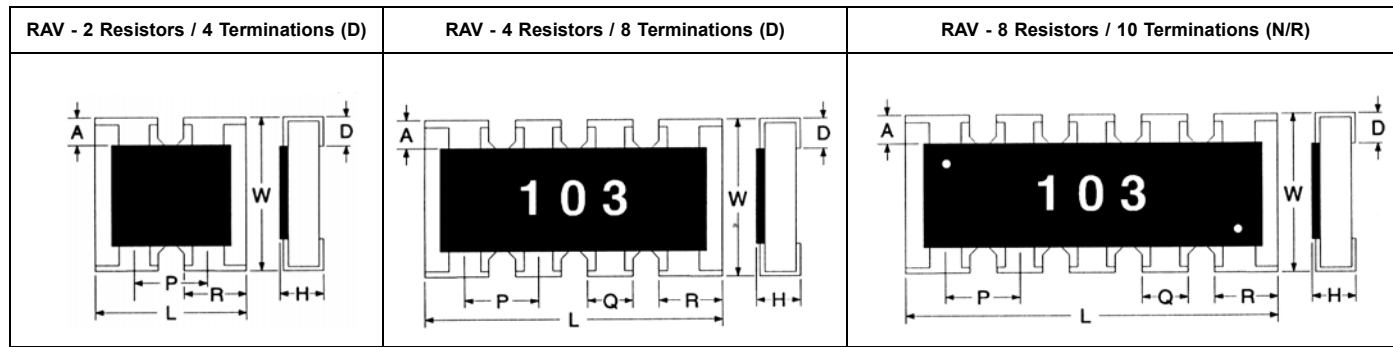 RAV - 2 Resistors / 4 Terminations (D)
RAV - 4 Resistors / 8 Terminations (D)
RAV - 8 Resistors / 10 Terminations (N/R)
A
D
W
P
R
H
L
A
D
103
W
P
Q
R
H
L
A
D
103
W
P
Q
R
H
L